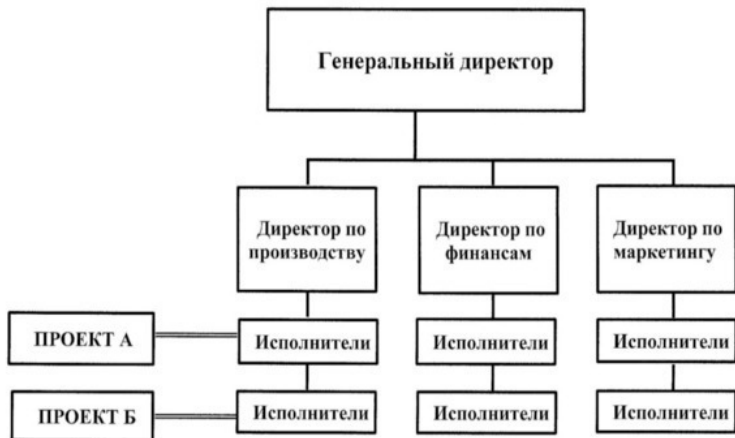 Генеральный директор
Директор по
производству
Директор по
финансам
Директор по
маркетингу
ПРОЕКТ А
Исполнители
Исполнители
Исполнители
ПРОЕКТ Б
Исполнители
Исполнители
Исполнители